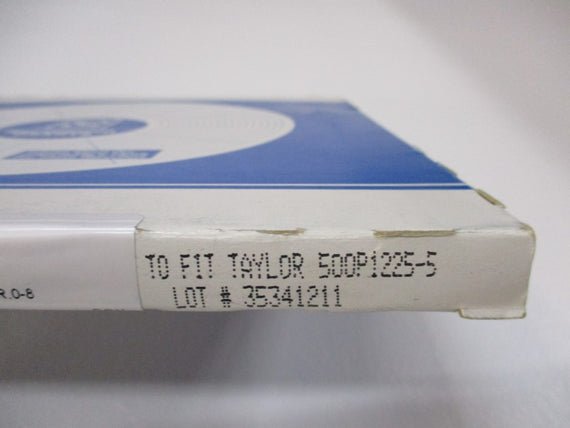 TO FIT TAYLOR 500P1225-5
LOT # 35341211
R.0-8